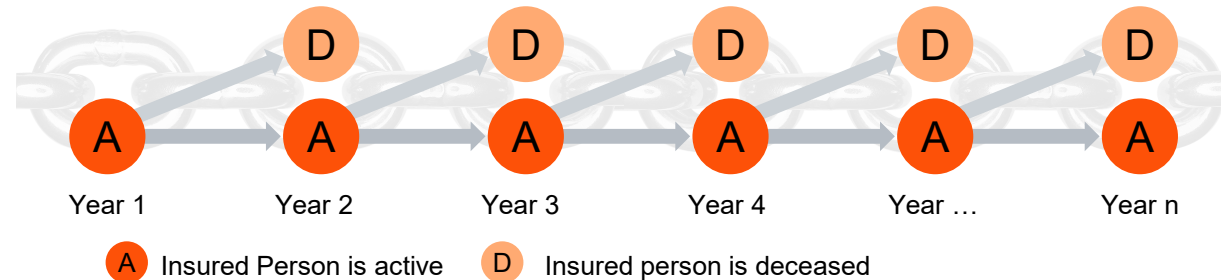 D D D D D
A A A A A A
Year 1 Year 2 Year 3 Year 4 Year … Year n
A Insured Person is active D Insured person is deceased